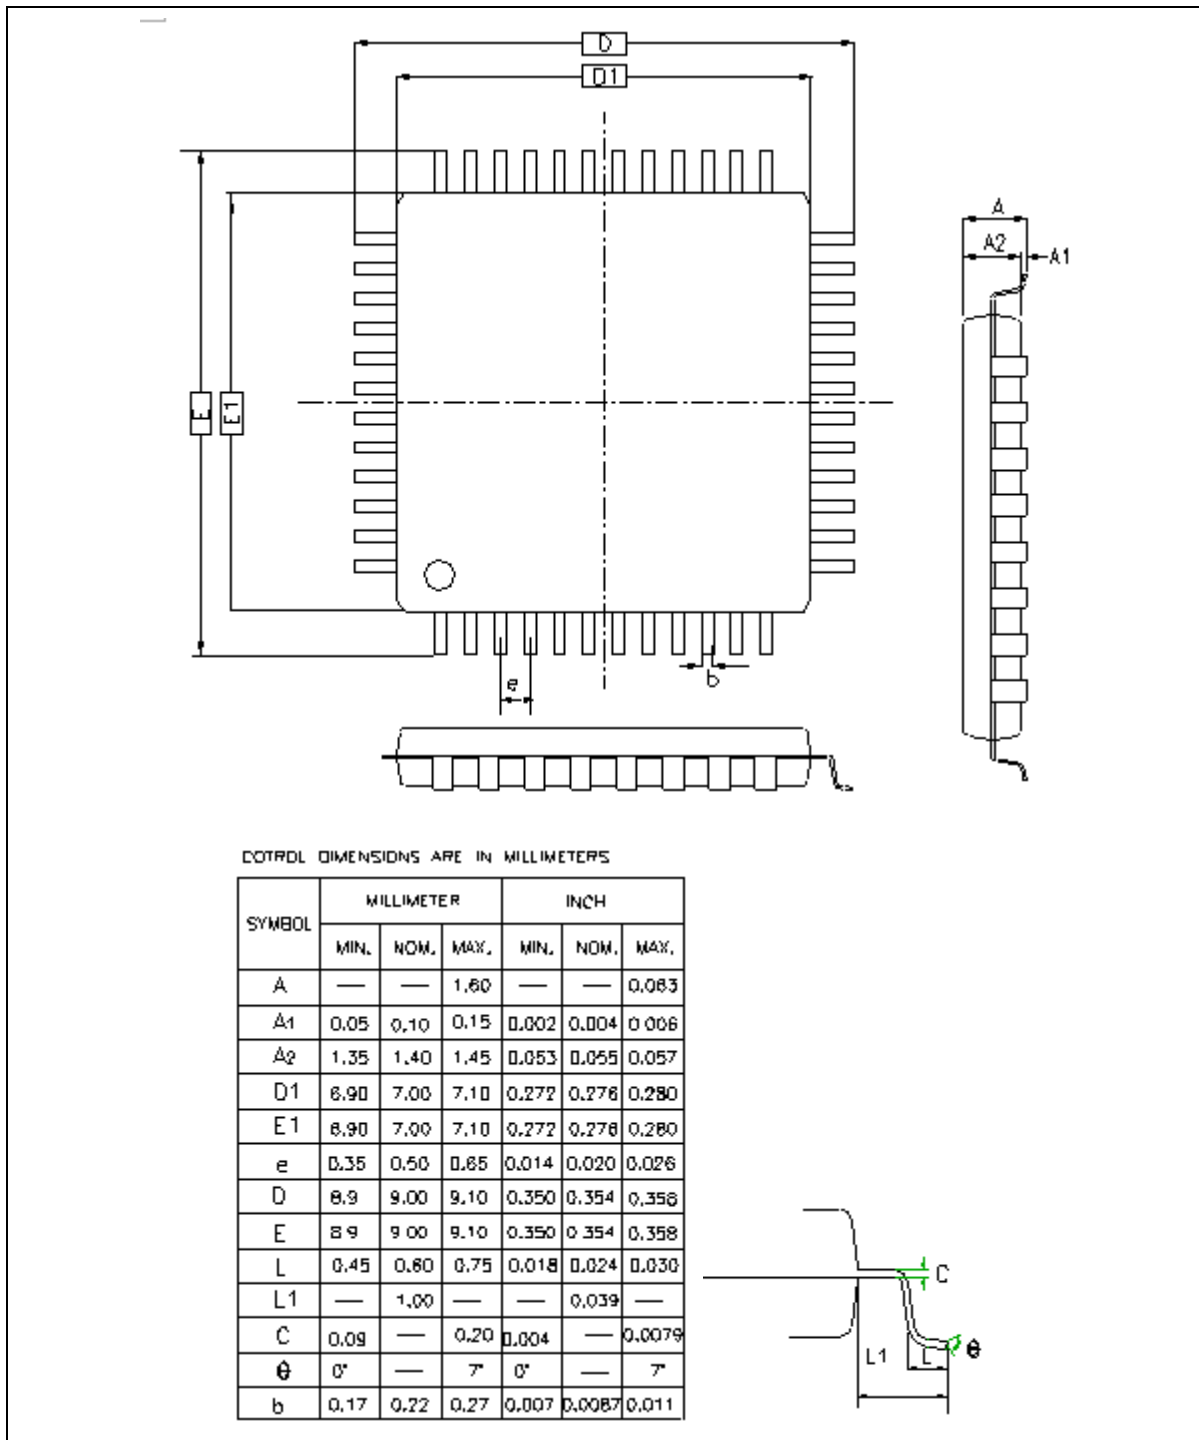 D
D1
A
A2
A1
E
E1
e
b
COTROL DIMENSIONS ARE IN MILLIMETERS
SYMBOL MILLIMETER INCH
MIN. NOM. MAX. MIN. NOM. MAX.
A — — 1.60 — — 0.063
A1 0.05 0.10 0.15 0.002 0.004 0.006
A2 1.35 1.40 1.45 0.053 0.055 0.057
D1 6.90 7.00 7.10 0.272 0.276 0.280
E1 6.90 7.00 7.10 0.272 0.276 0.280
e 0.35 0.50 0.65 0.014 0.020 0.026
D 8.9 9.00 9.10 0.350 0.354 0.358
E 8.9 9.00 9.10 0.350 0.354 0.358
L 0.45 0.60 0.75 0.018 0.024 0.030
L1 — 1.00 — — 0.039 —
C 0.09 — 0.20 0.004 — 0.0079
θ 0° — 7° 0° — 7°
b 0.17 0.22 0.27 0.007 0.0087 0.011
C
L1
L
θ